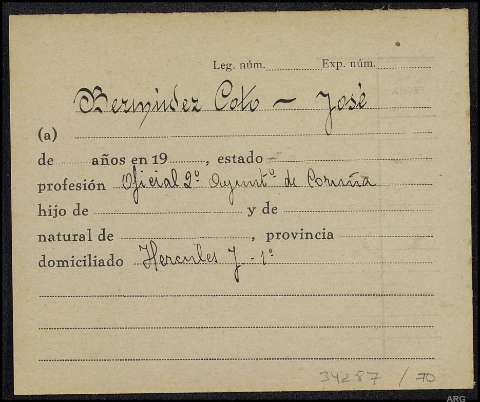 Leg. núm. Exp. núm.
Bermúdez Coto - José
(a)
de años en 19 , estado
profesión Oficial 2º Ayuntº de Coruña
hijo de y de
natural de , provincia
domiciliado Hercules 7 - 1º
34287 / 70
ARG